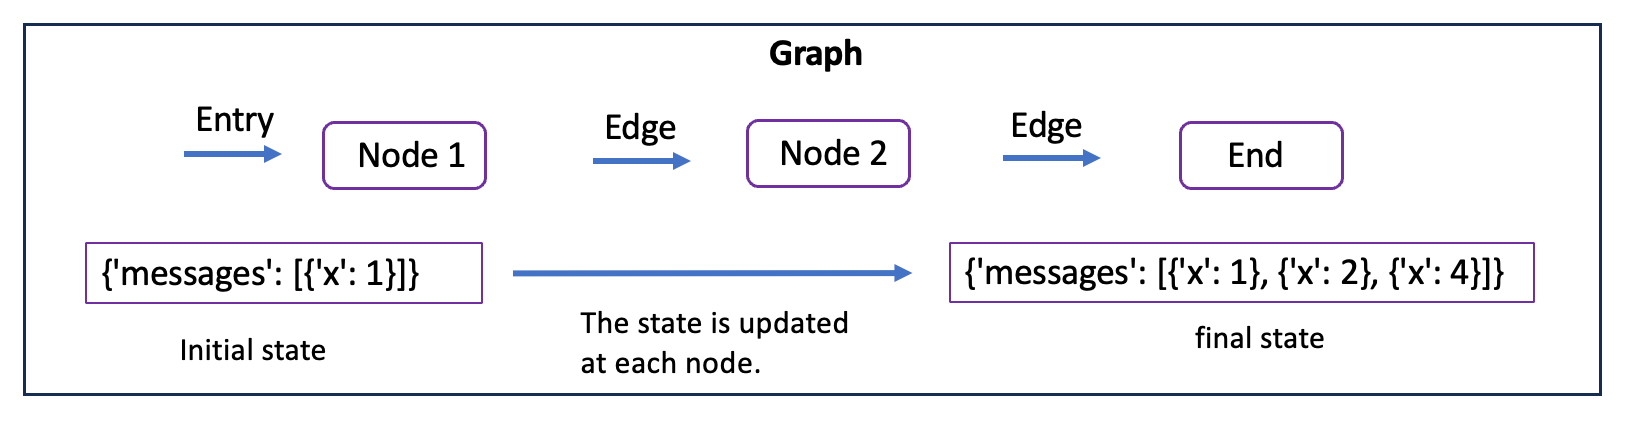 Graph
Entry
Node 1
Edge
Node 2
Edge
End
{'messages': [{'x': 1}]}
{'messages': [{'x': 1}, {'x': 2}, {'x': 4}]}
The state is updated
at each node.
Initial state
final state